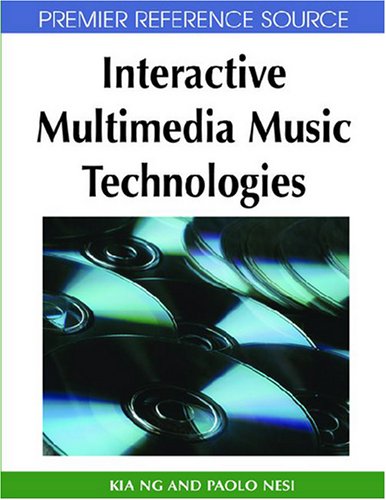 PREMIER REFERENCE SOURCE
Interactive
Multimedia Music
Technologies
KIA NG AND PAOLO NESI